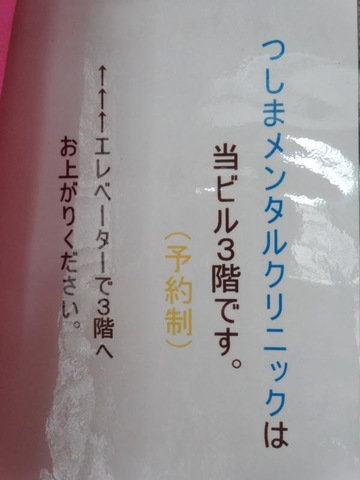 つしまメンタルクリニックは
当ビル3階です。
（予約制）
↑↑↑エレベーターで3階へ
お上がりください。